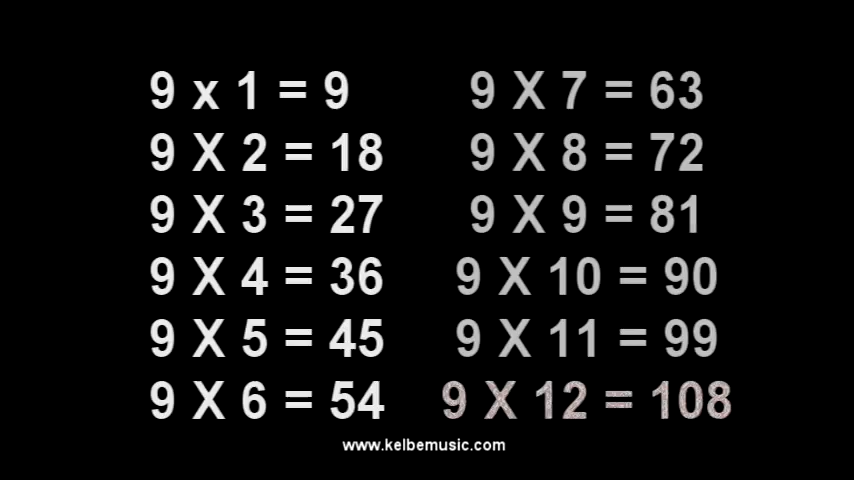 9 x 1 = 9
9 X 2 = 18
9 X 3 = 27
9 X 4 = 36
9 X 5 = 45
9 X 6 = 54
9 X 7 = 63
9 X 8 = 72
9 X 9 = 81
9 X 10 = 90
9 X 11 = 99
9 X 12 = 108
www.kelbemusic.com